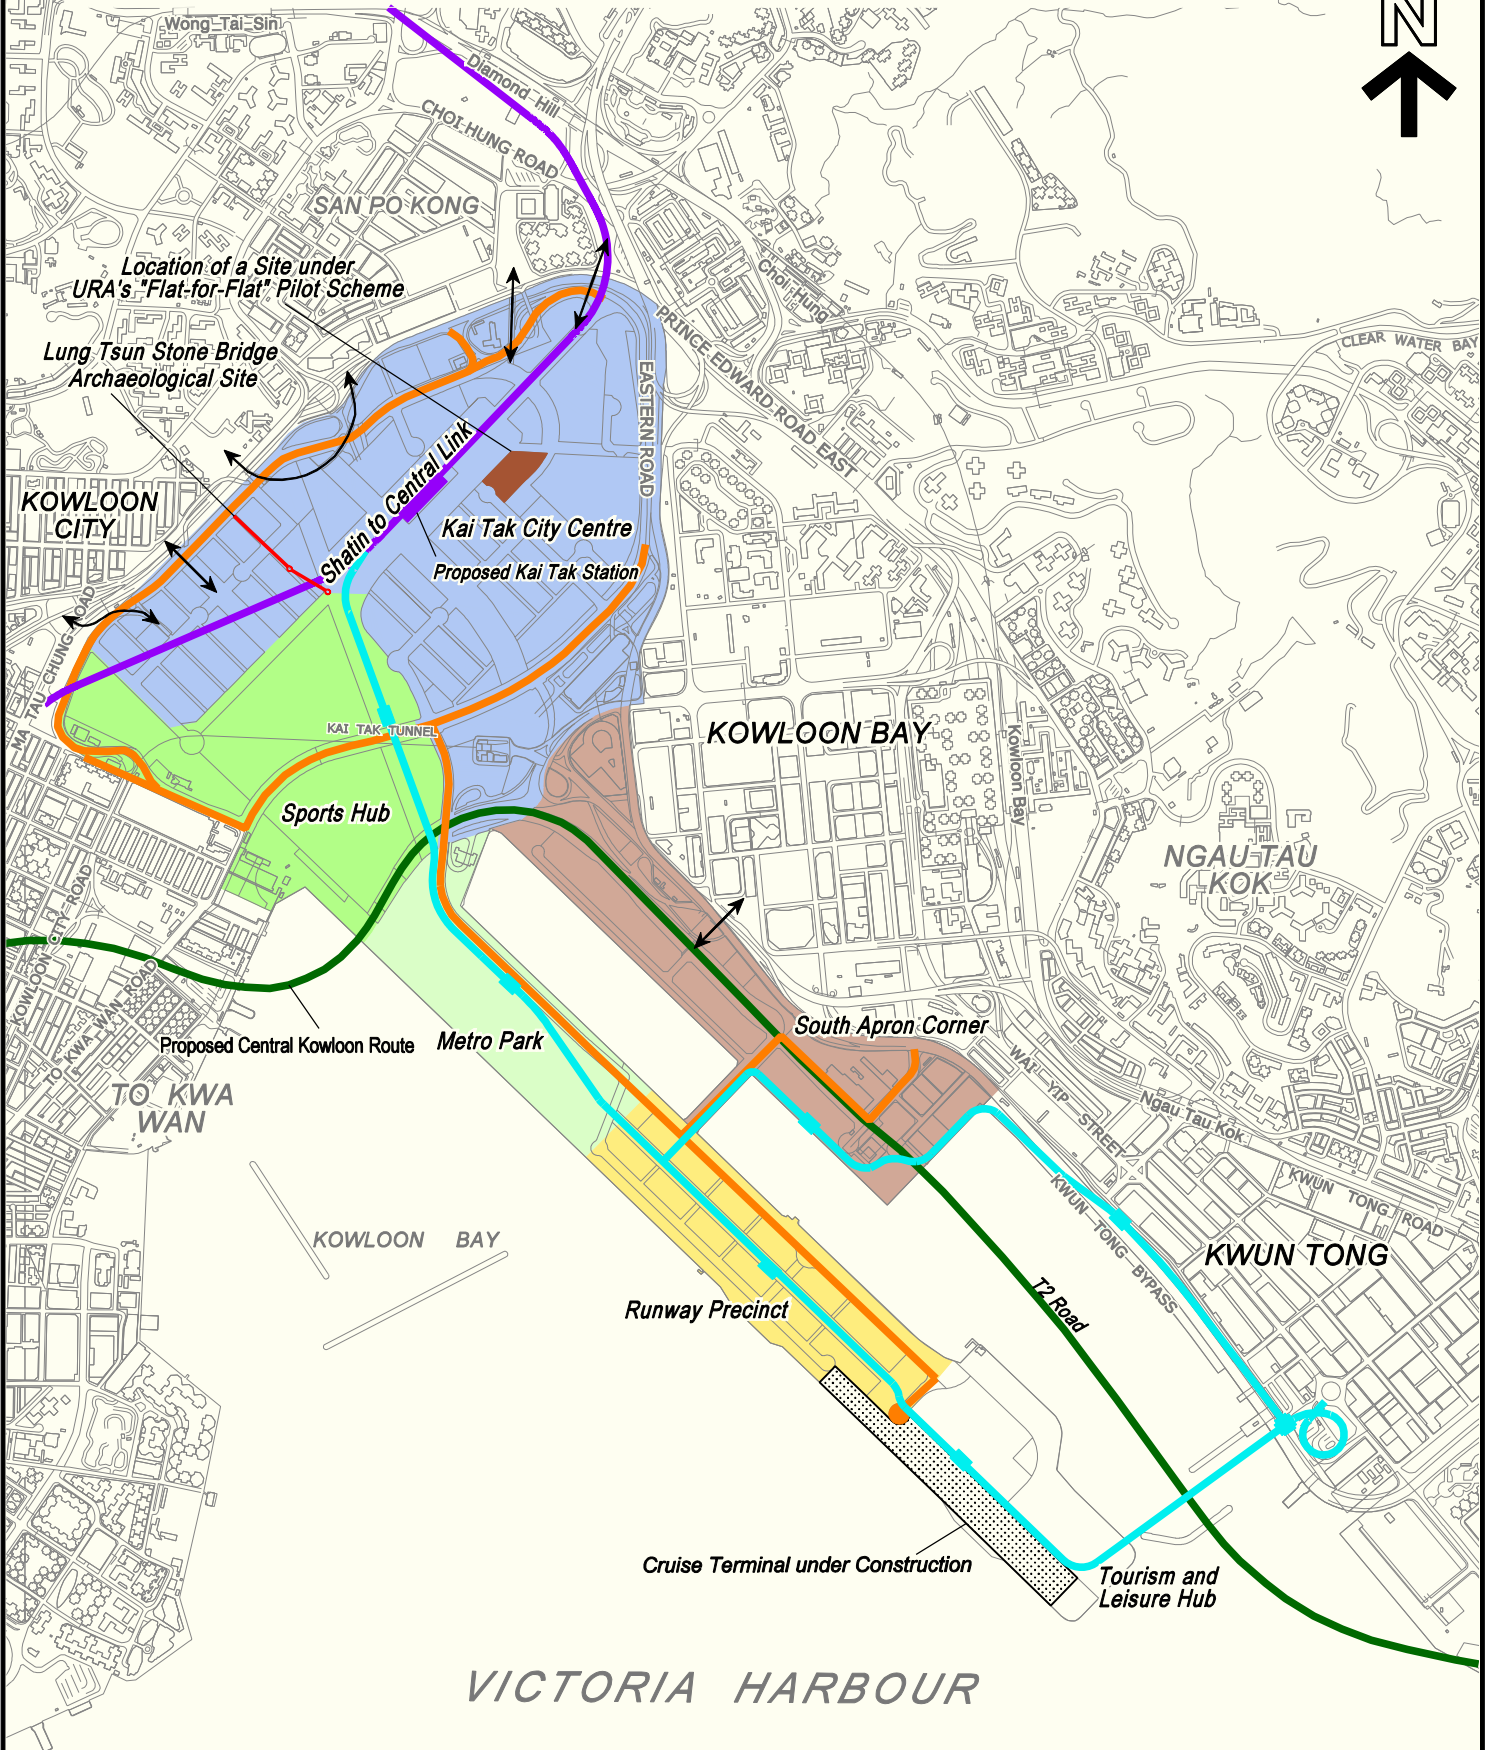 N
Wong Tai Sin
Diamond Hill
CHOI HUNG ROAD
SAN PO KONG
Location of a Site under
URA's "Flat-for-Flat" Pilot Scheme
Choi Hung
PRINCE EDWARD ROAD EAST
CLEAR WATER BAY
Lung Tsun Stone Bridge
Archaeological Site
EASTERN ROAD
KOWLOON
CITY
Shatin to Central Link
Kai Tak City Centre
Proposed Kai Tak Station
MA TAU CHUNG ROAD
KAI TAK TUNNEL
KOWLOON BAY
Kowloon Bay
Sports Hub
NGAU TAU
KOK
KOWLOON CITY ROAD
TO KWA WAN ROAD
Proposed Central Kowloon Route
Metro Park
South Apron Corner
WAI YIP STREET
Ngau Tau Kok
TO KWA
WAN
KWUN TONG ROAD
KWUN TONG BYPASS
KOWLOON BAY
KWUN TONG
Runway Precinct
T2 Road
Cruise Terminal under Construction
Tourism and
Leisure Hub
VICTORIA HARBOUR